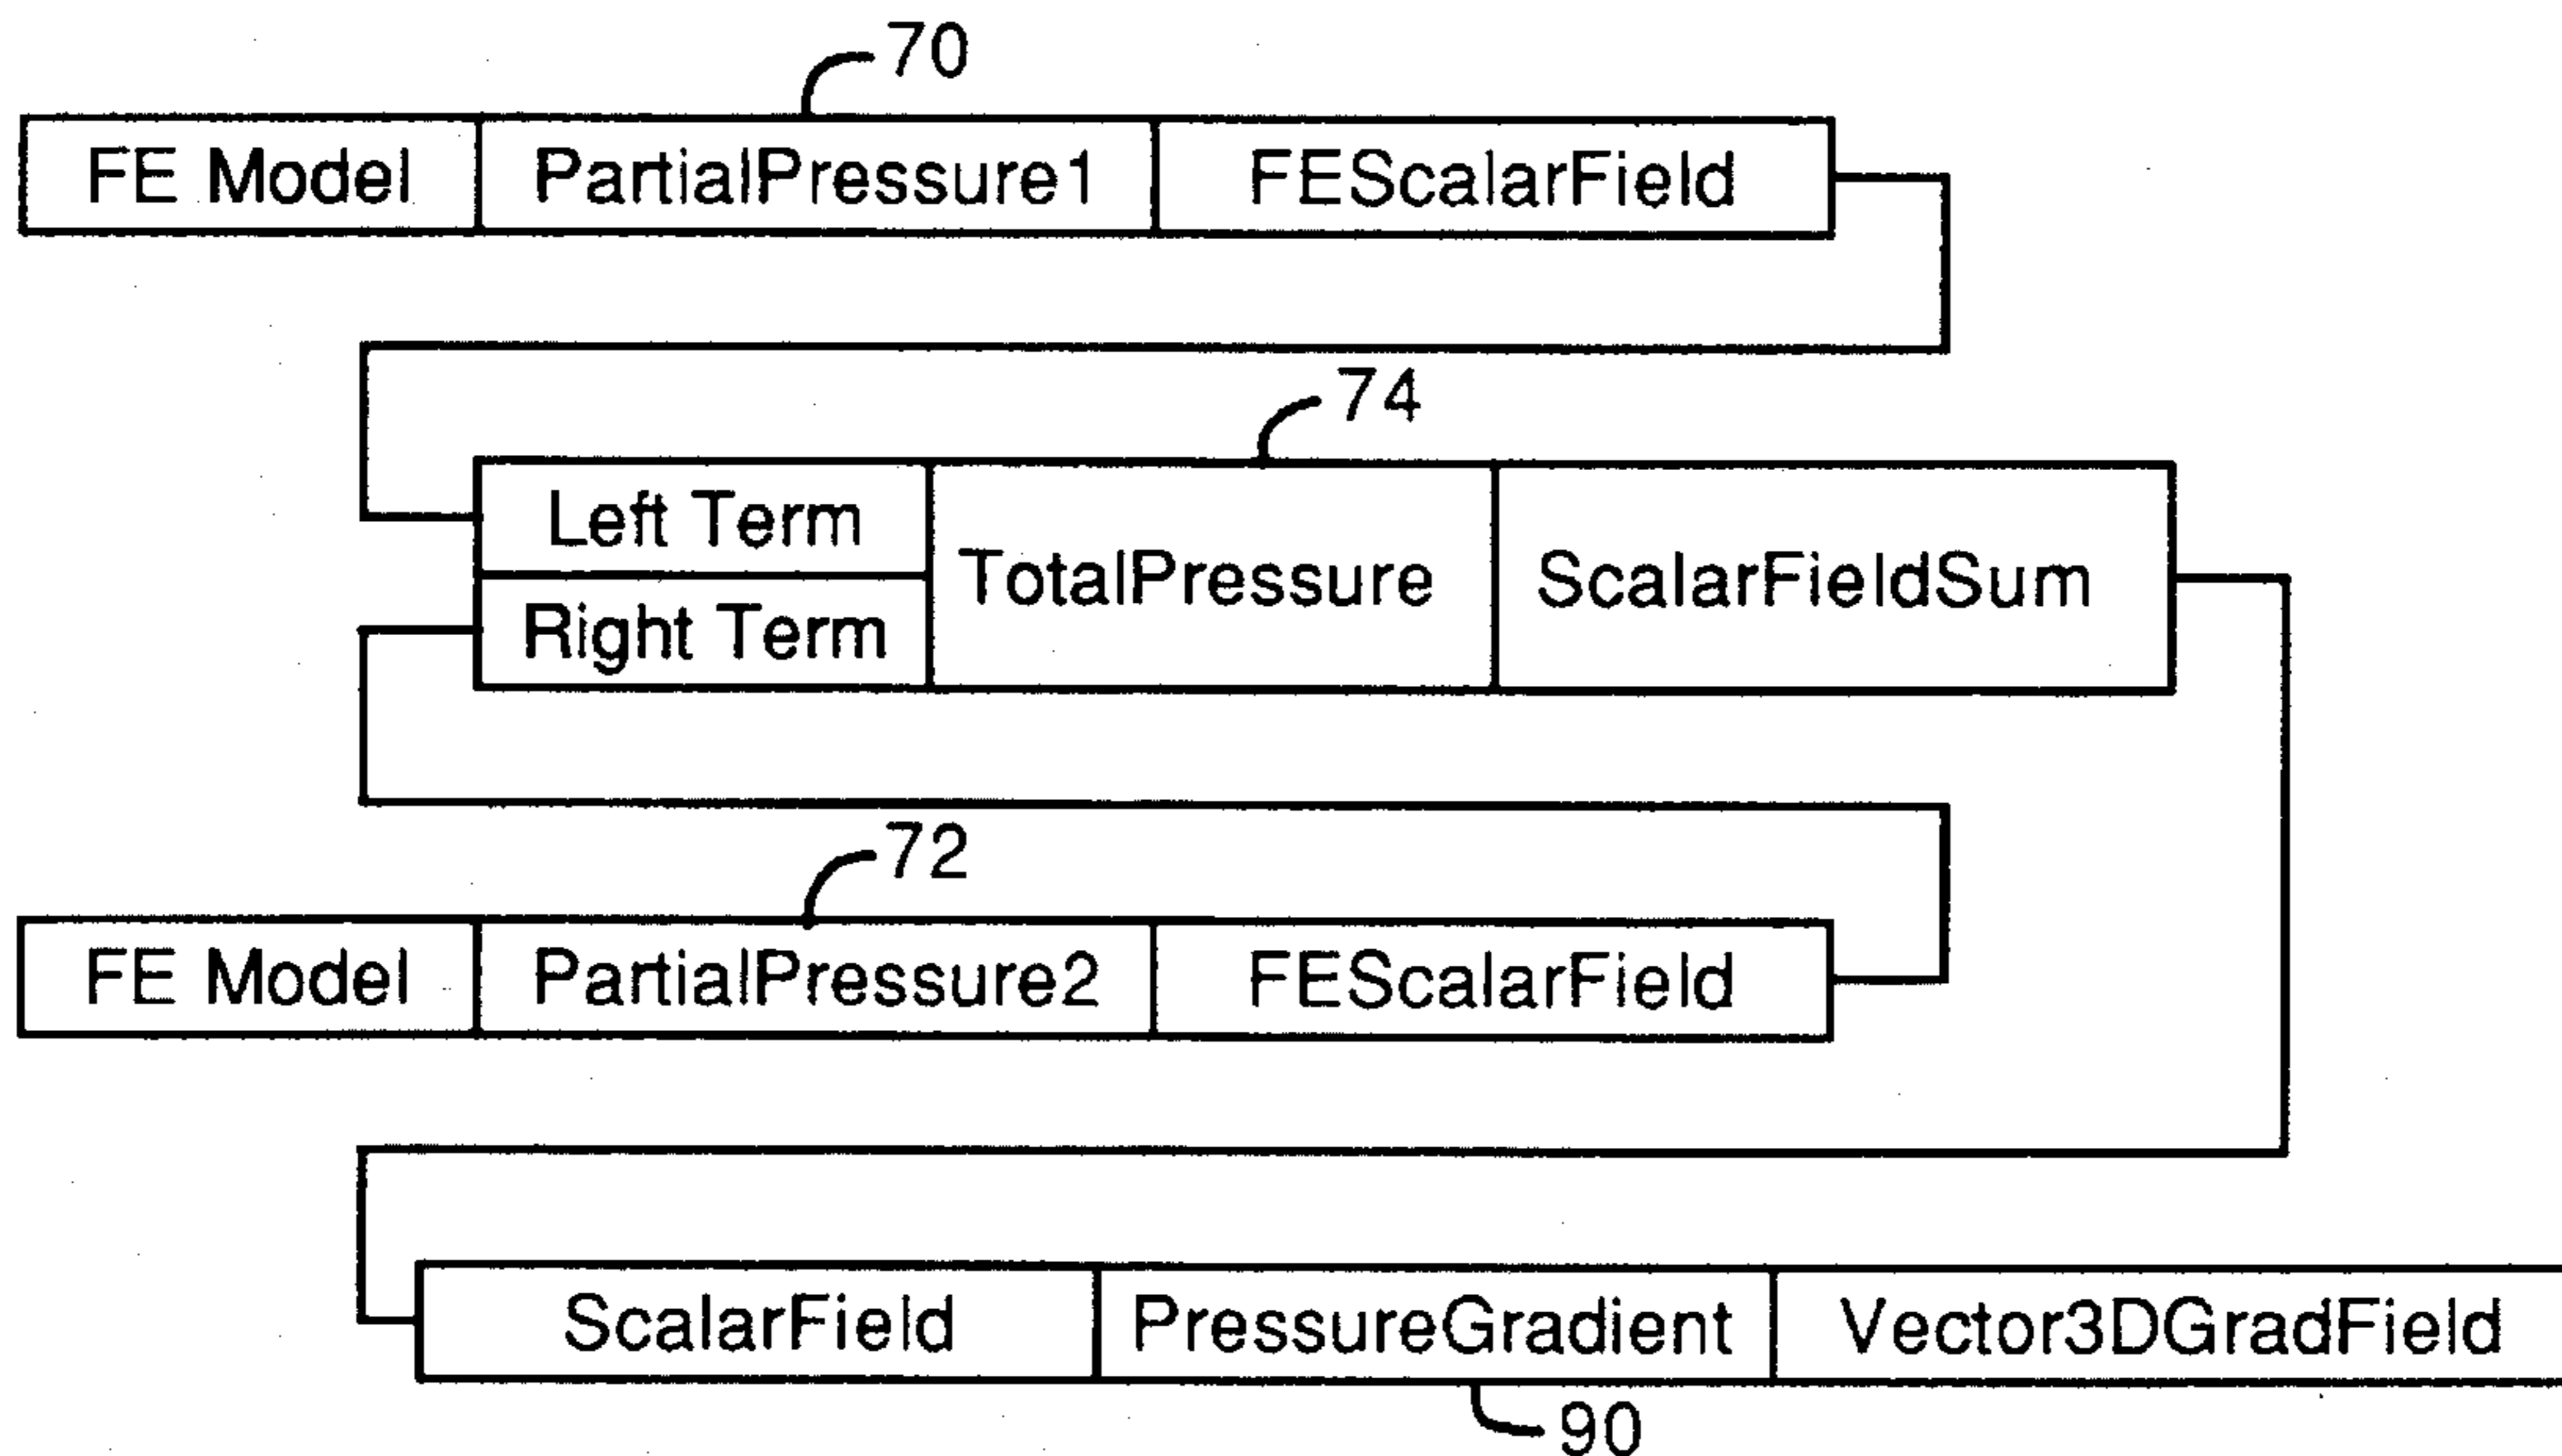 70
FE Model PartialPressure1 FEScalarField
74
Left Term
Right Term
TotalPressure ScalarFieldSum
72
FE Model PartialPressure2 FEScalarField
ScalarField PressureGradient Vector3DGradField
90